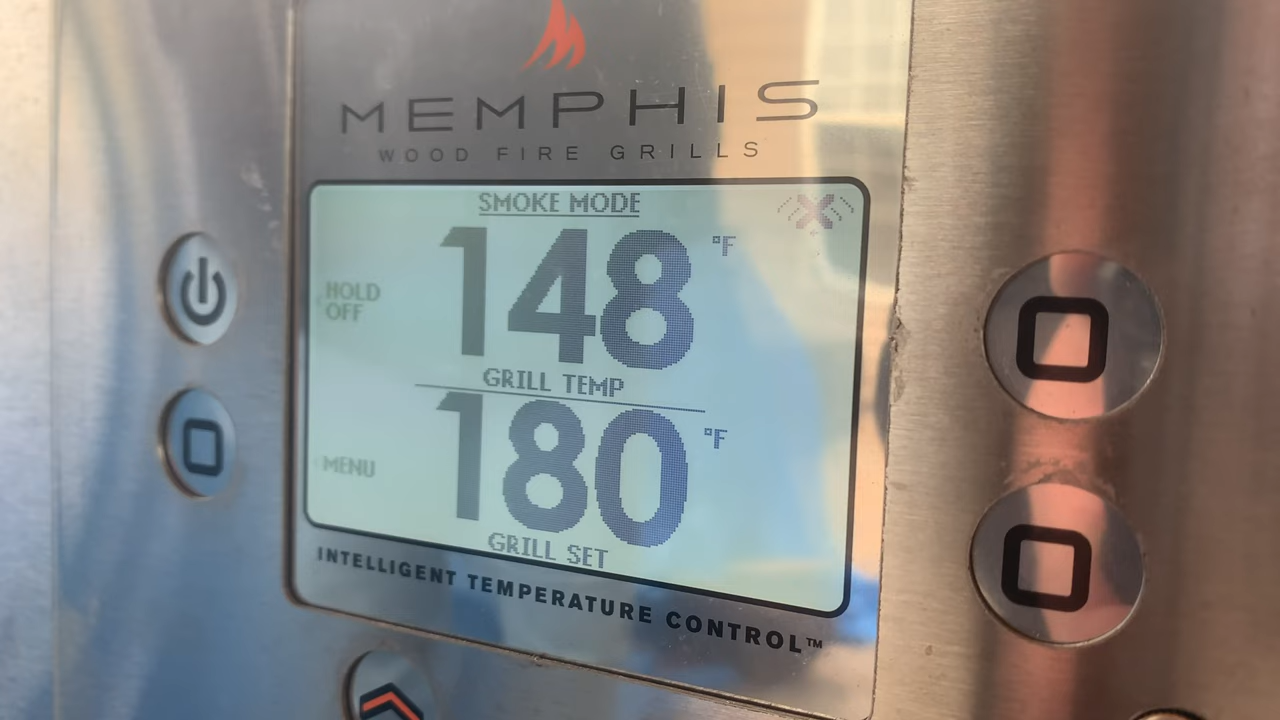 MEMPHIS
WOOD FIRE GRILLS
SMOKE MODE
148 °F
HOLD
OFF
GRILL TEMP
180 °F
MENU
GRILL SET
INTELLIGENT TEMPERATURE CONTROL™